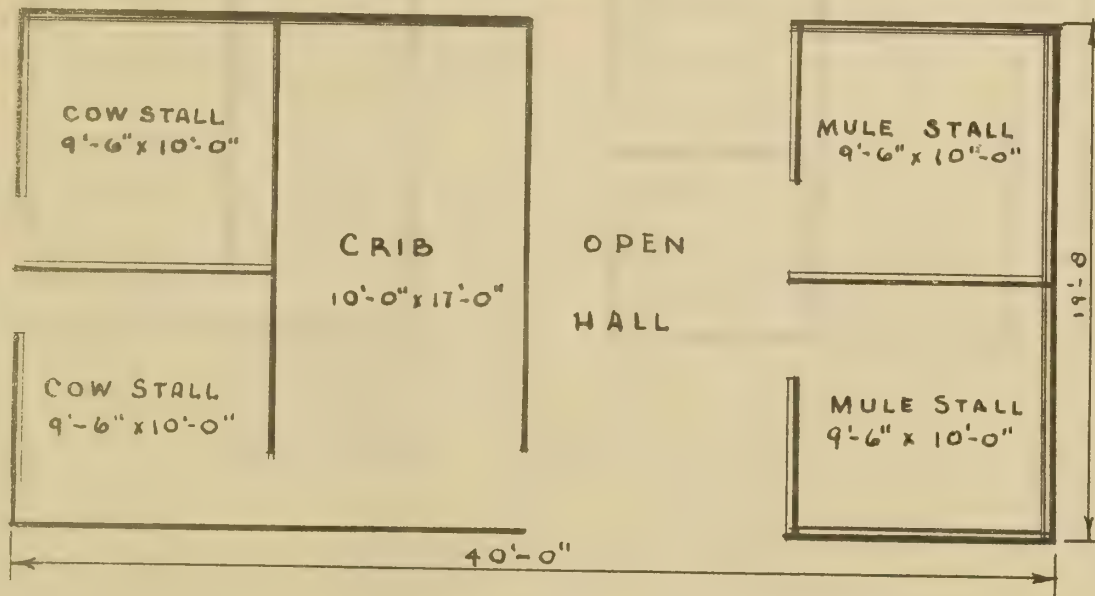 COW STALL
9'-6" x 10'-0"
CRIB
10'-0" x 17'-0"
COW STALL
9'-6" x 10'-0"
OPEN
HALL
MULE STALL
9'-6" x 10'-0"
MULE STALL
9'-6" x 10'-0"
19'-8
40'-0"